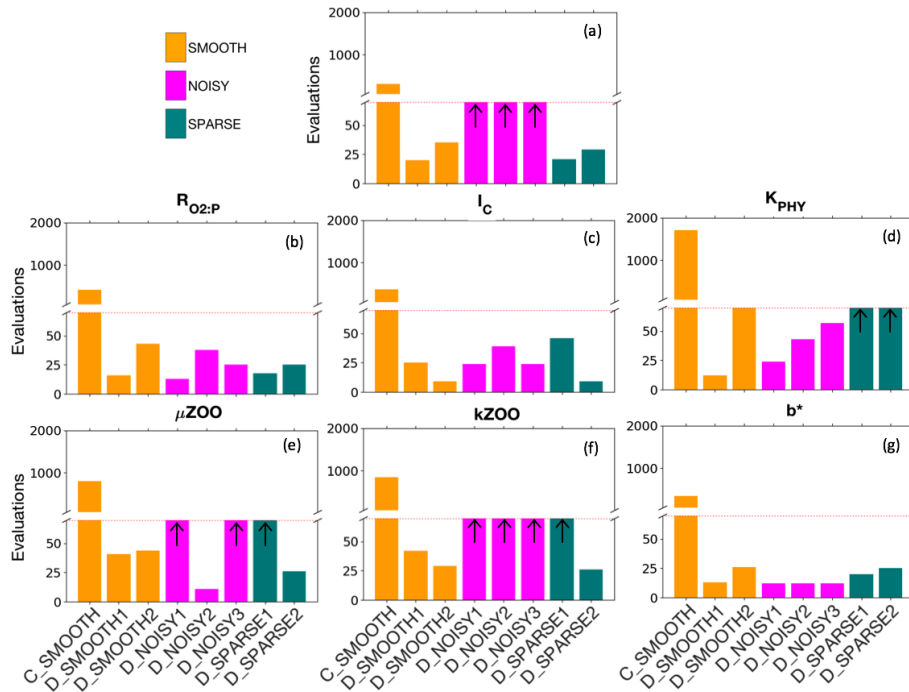 SMOOTH
NOISY
SPARSE
(a)
Evaluations
2000
1000
50
25
0
R_O2:P
(b)
Evaluations
2000
1000
50
25
0
I_C
(c)
2000
1000
50
25
0
K_PHY
(d)
2000
1000
50
25
0
μZOO
(e)
Evaluations
2000
1000
50
25
0
C_SMOOTH
D_SMOOTH1
D_SMOOTH2
D_NOISY1
D_NOISY2
D_NOISY3
D_SPARSE1
D_SPARSE2
kZOO
(f)
2000
1000
50
25
0
C_SMOOTH
D_SMOOTH1
D_SMOOTH2
D_NOISY1
D_NOISY2
D_NOISY3
D_SPARSE1
D_SPARSE2
b*
(g)
2000
1000
50
25
0
C_SMOOTH
D_SMOOTH1
D_SMOOTH2
D_NOISY1
D_NOISY2
D_NOISY3
D_SPARSE1
D_SPARSE2